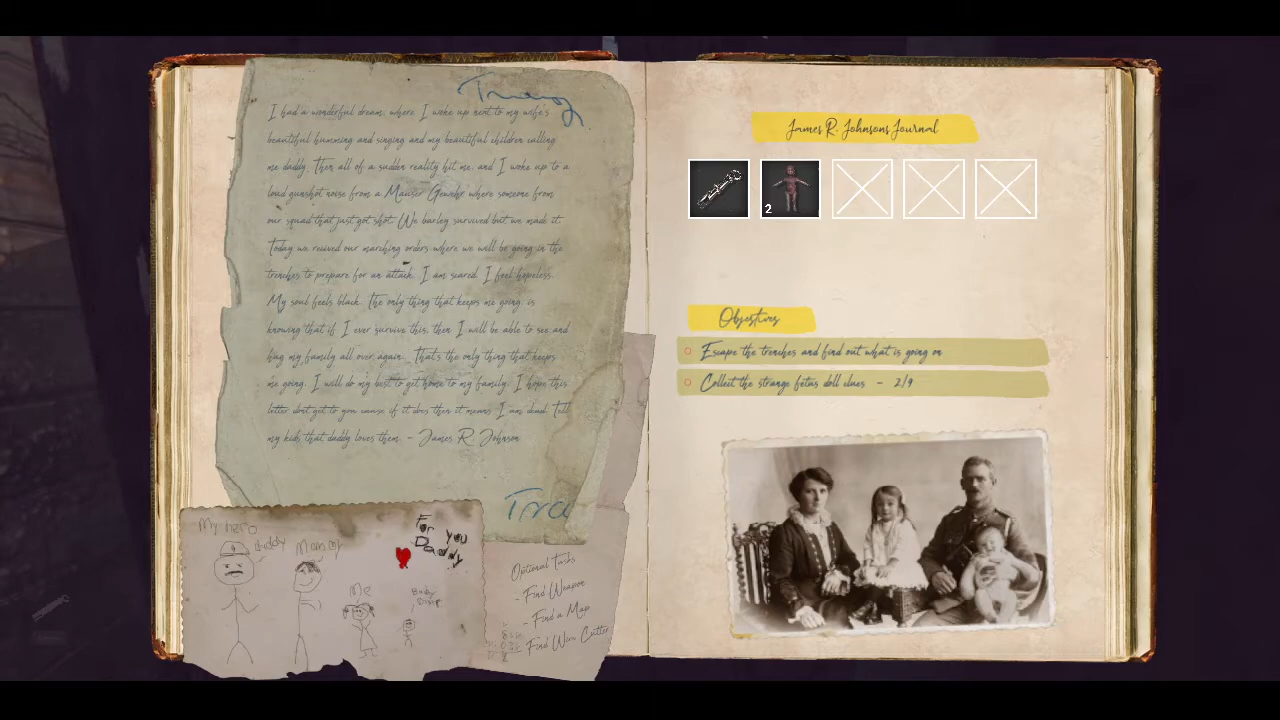 I had a wonderful dream, where I woke up next to my wife's
beautiful humming and singing and my beautiful children calling
me daddy. Then all of a sudden reality hit me, and I woke up to a
loud gunshot noise from a Mauser Gewehr where someone from
our squad that just got shot. We barley survived but we made it.
Today we recived our marching orders where we will be going in the
trenches to prepare for an attack. I am scared. I feel hopeless.
My soul feels black. The only thing that keeps me going, is
knowing that if I ever survive this, then I will be able to see and
hug my family all over again.. Thats the only thing that keeps
me going. I will do my best to get home to my family. I hope this
letter dont get to you cause if it does then it means I am dead. Tell
my kids that daddy loves them. - James R. Johnson
Tra
My hero
daddy
Mommy
Me
Baby
For
You
Daddy
Optional Tasks
- Find Weapon
- Find a Map
- Find Wire Cutter
James R. Johnsons Journal
2
Objectives
Escape the trenches and find out what is going on
Collect the strange fetus doll clues - 2/9